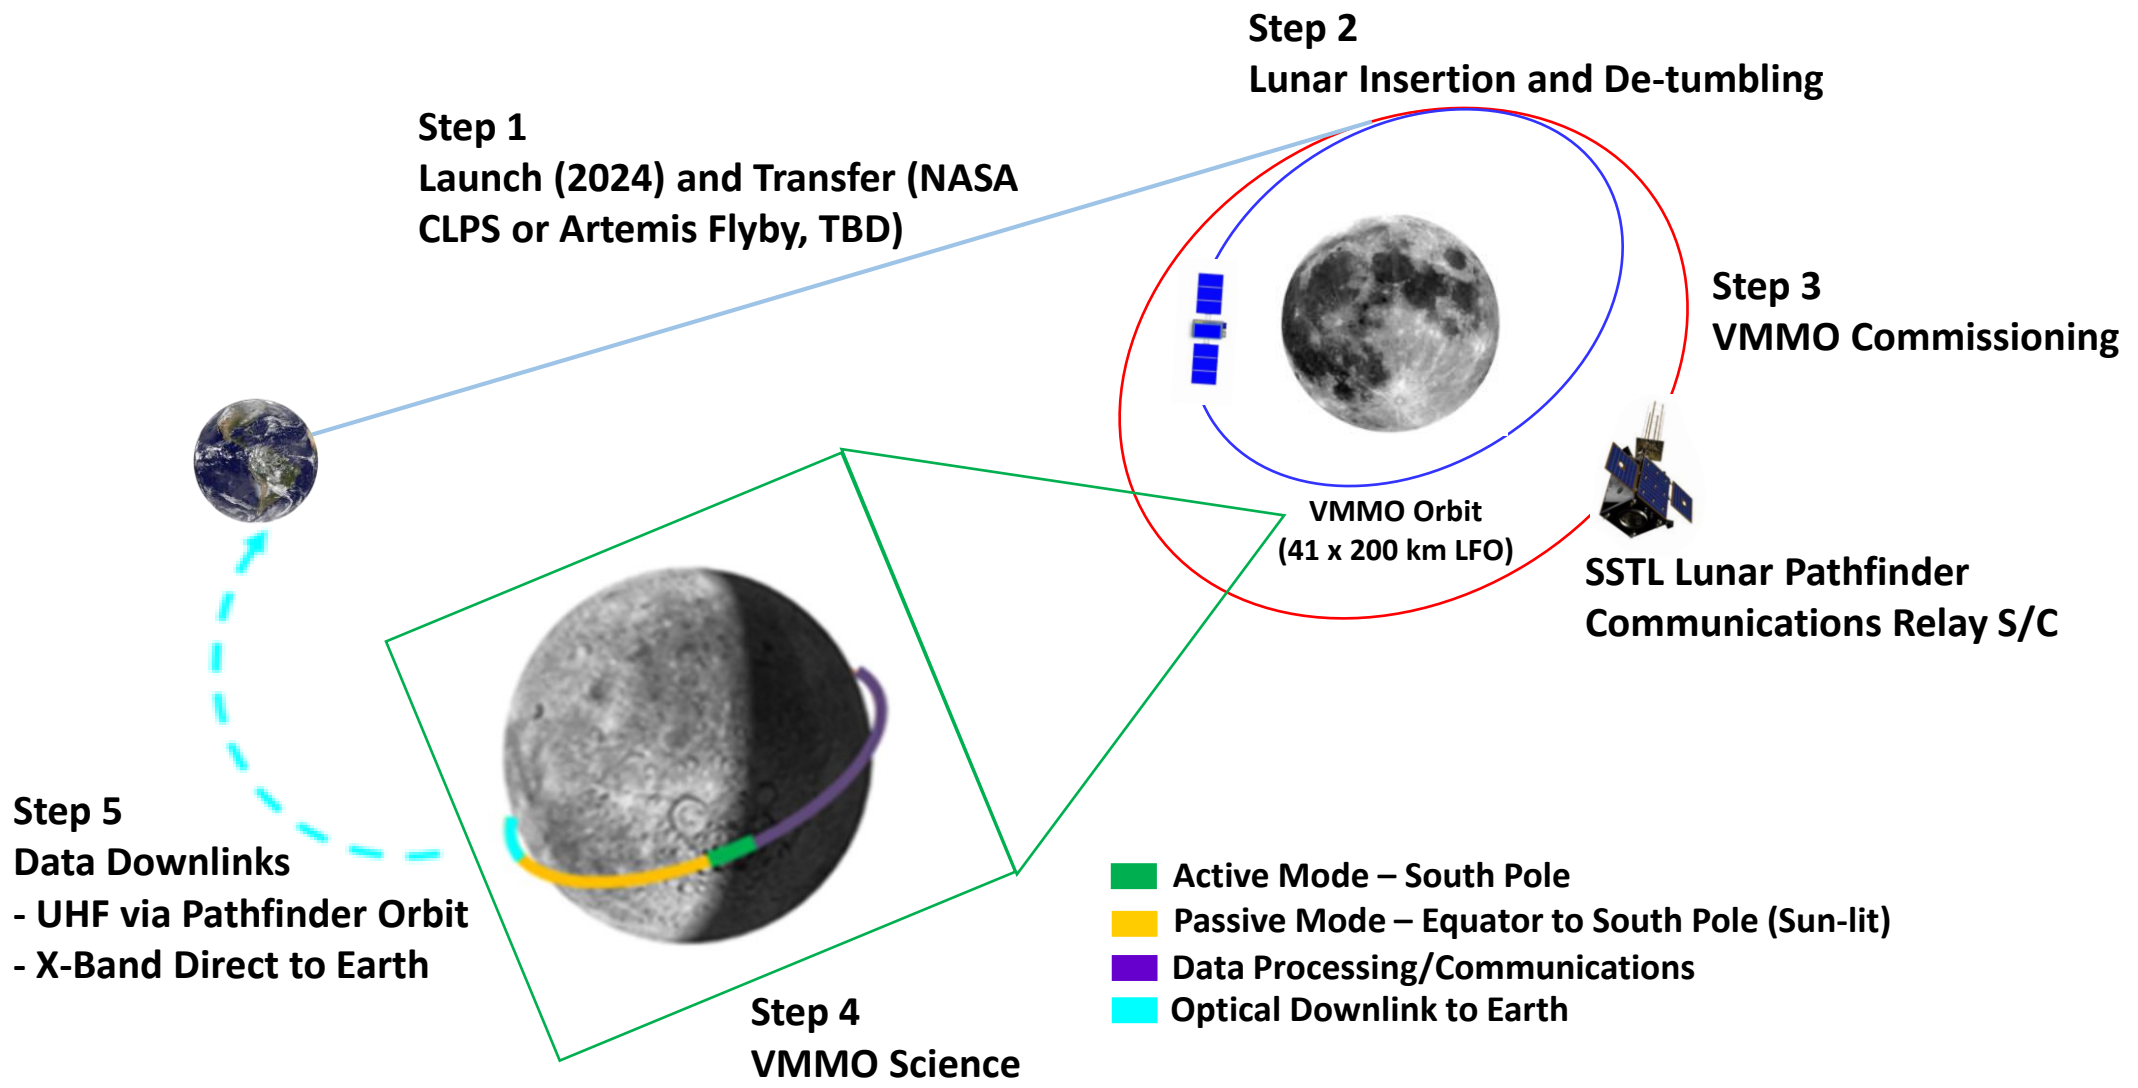 Step 1
Launch (2024) and Transfer (NASA
CLPS or Artemis Flyby, TBD)
Step 2
Lunar Insertion and De-tumbling
Step 3
VMMO Commissioning
VMMO Orbit
(41 x 200 km LFO)
SSTL Lunar Pathfinder
Communications Relay S/C
Step 5
Data Downlinks
- UHF via Pathfinder Orbit
- X-Band Direct to Earth
Step 4
VMMO Science
Active Mode – South Pole
Passive Mode – Equator to South Pole (Sun-lit)
Data Processing/Communications
Optical Downlink to Earth